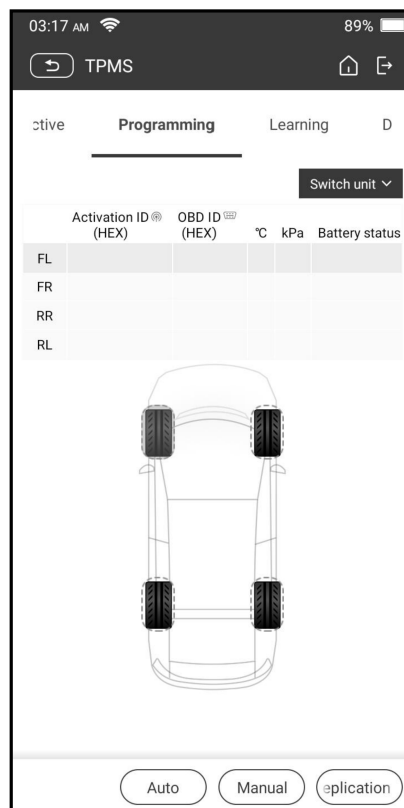 03:17 AM 89%
TPMS
ctive Programming Learning D
Switch unit
Activation ID OBD ID
(HEX) (HEX) °C kPa Battery status
FL
FR
RR
RL
Auto Manual eplication